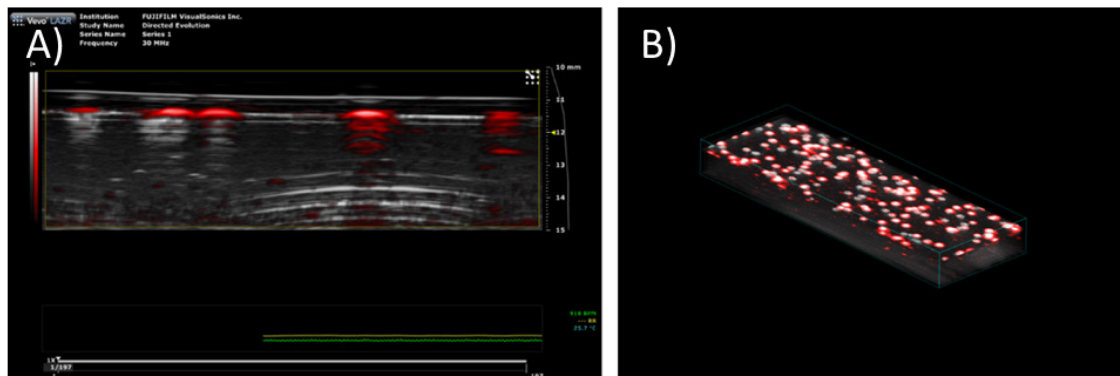 A)
Vevo LAZR
Institution FUJIFILM VisualSonics Inc.
Study Name Directed Evolution
Series Name Series 1
Frequency 30 MHz
10 mm
11
12
13
14
15
1X
1/197
B)